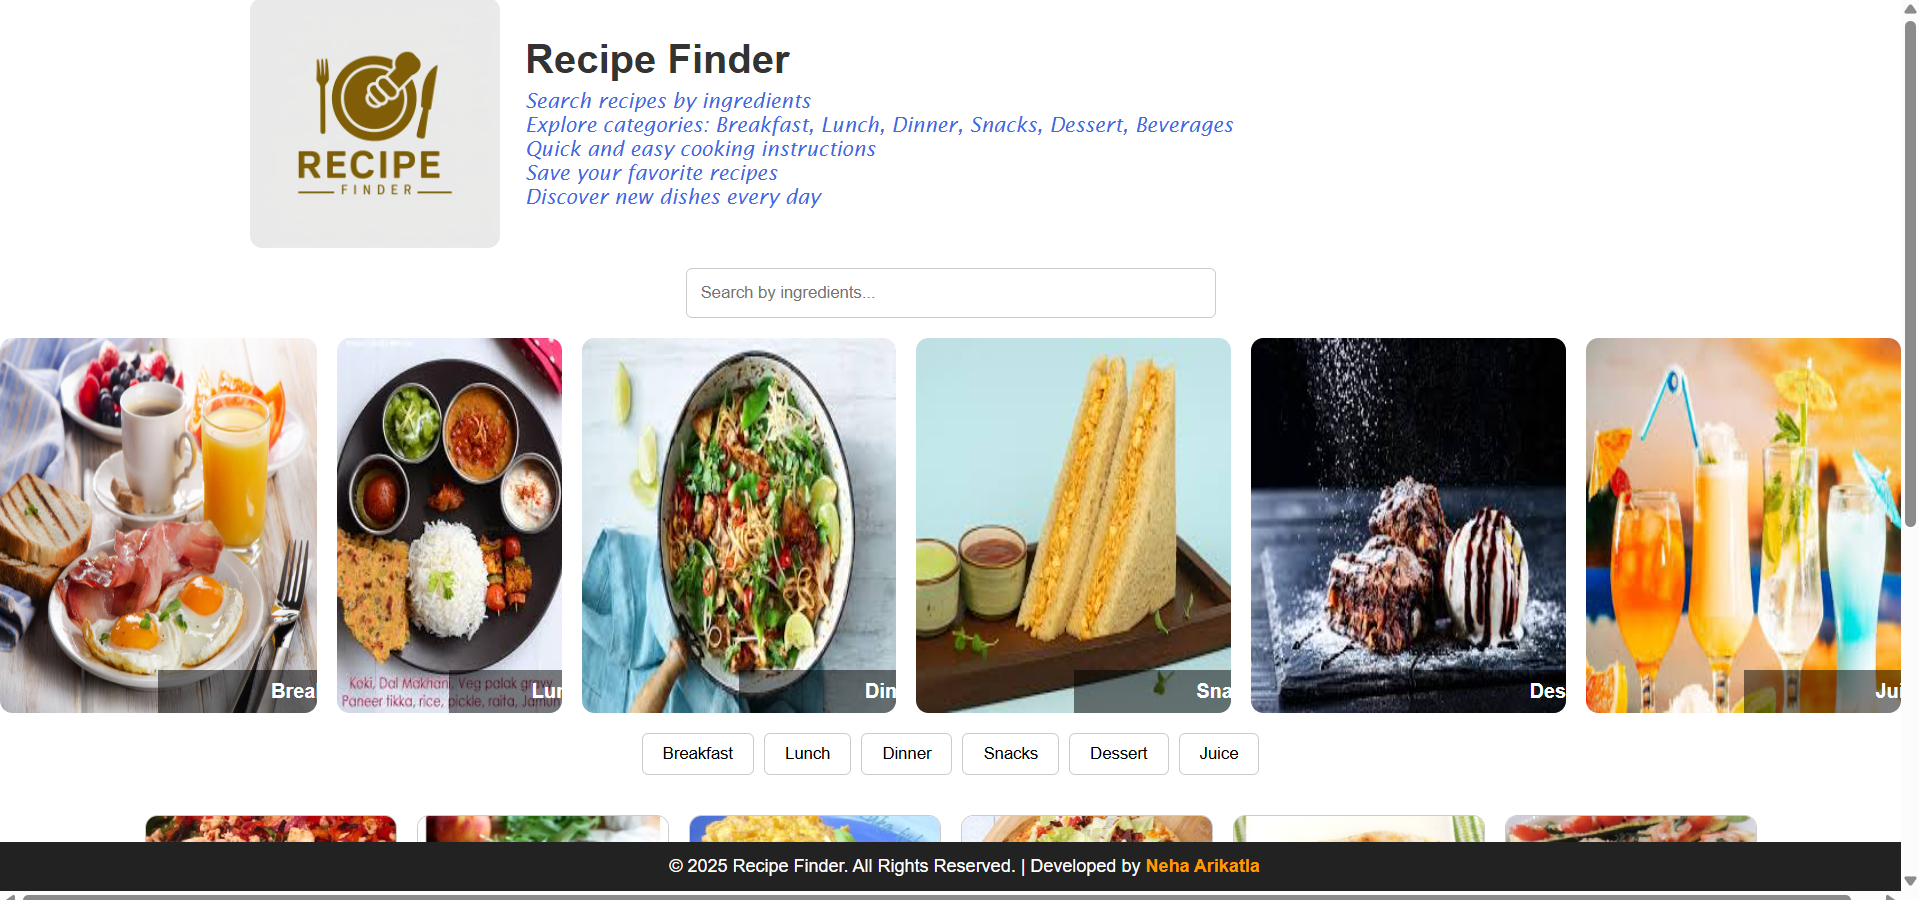 RECIPE
FINDER
Recipe Finder
Search recipes by ingredients
Explore categories: Breakfast, Lunch, Dinner, Snacks, Dessert, Beverages
Quick and easy cooking instructions
Save your favorite recipes
Discover new dishes every day
Search by ingredients...
Koki, Dal Makhani, Veg palak gravy
Paneer tikka, rice, pickle, raita, Jamun
Brea
Lun
Din
Sna
Des
Jui
Breakfast
Lunch
Dinner
Snacks
Dessert
Juice
© 2025 Recipe Finder. All Rights Reserved. | Developed by Neha Arikatla